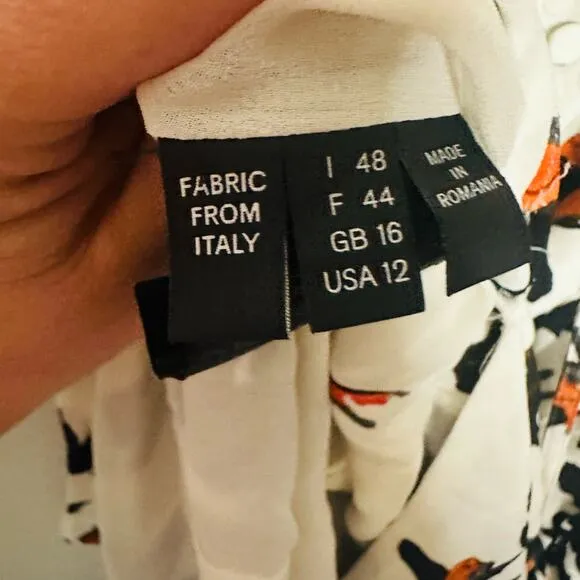 FABRIC
FROM
ITALY
I 48
F 44
GB 16
USA 12
MADE
IN
ROMANIA